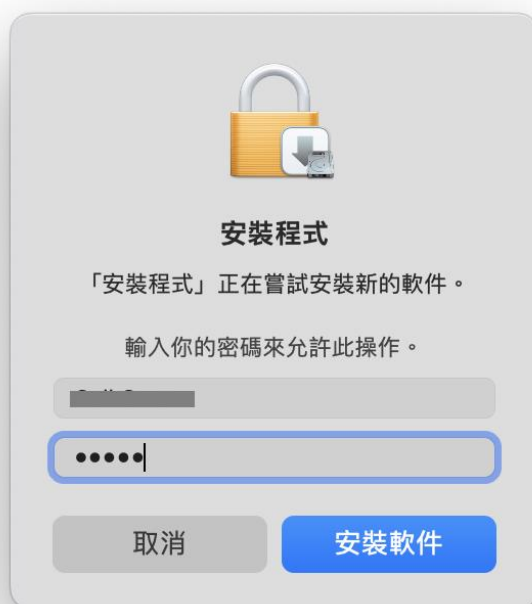 安裝程式
「安裝程式」正在嘗試安裝新的軟件。
輸入你的密碼來允許此操作。
•••••
取消
安裝軟件